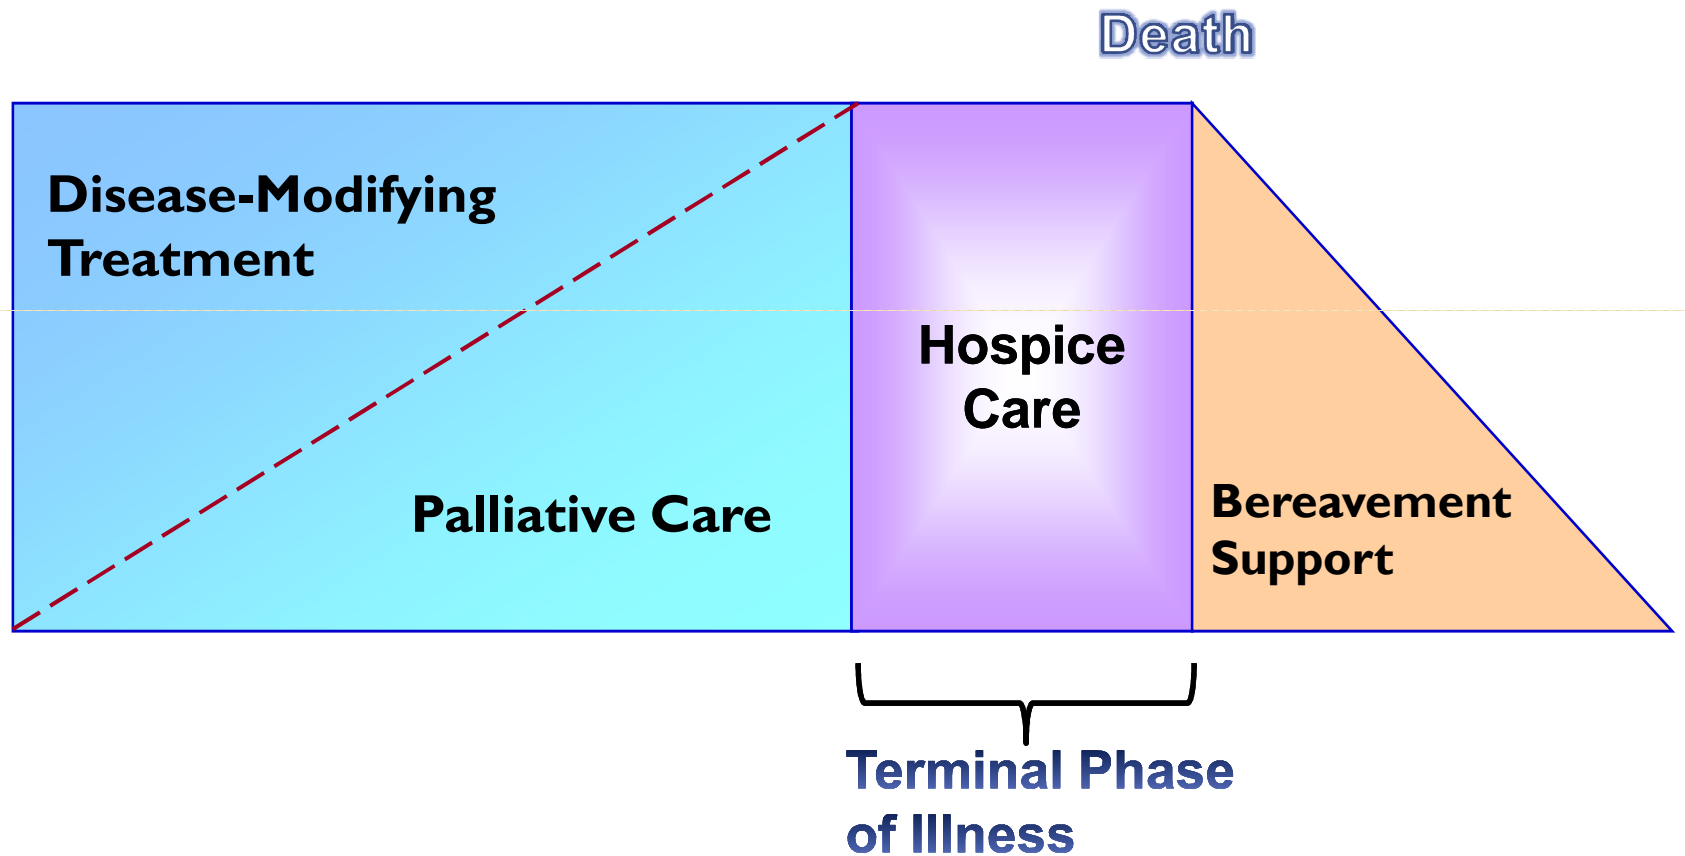 Death
Disease-Modifying
Treatment
Hospice
Care
Palliative Care
Bereavement
Support
Terminal Phase
of Illness